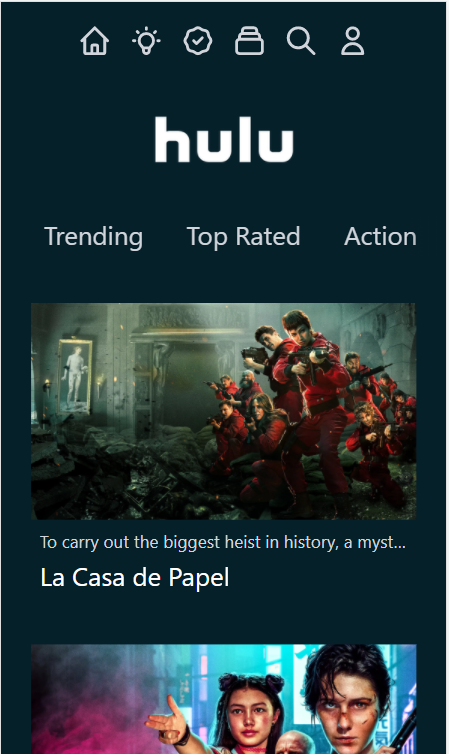 hulu
Trending Top Rated Action
To carry out the biggest heist in history, a myst...
La Casa de Papel